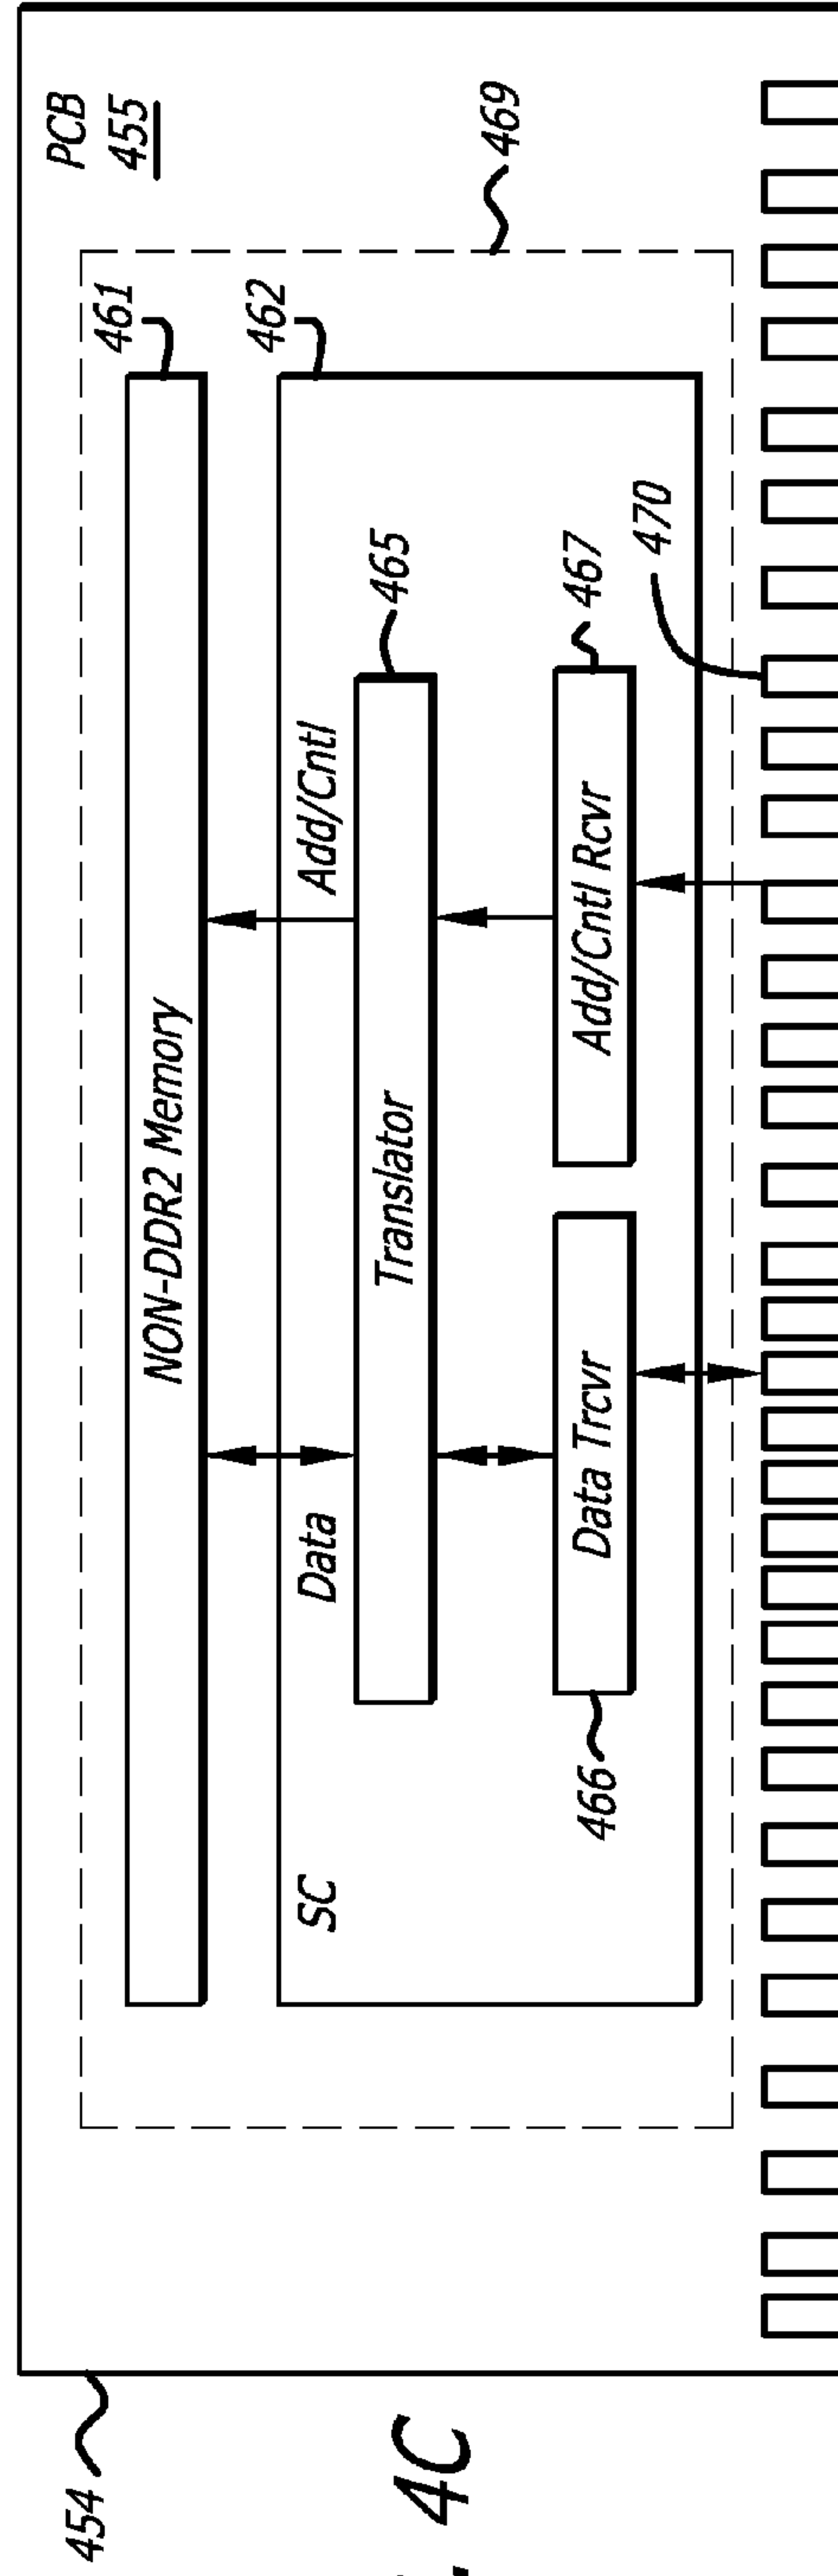 PCB
455
469
461
NON-DDR2 Memory
462
SC
Data
Add/Cntl
465
Translator
466
Data Trcvr
Add/Cntl Rcvr
467
470
454
4C